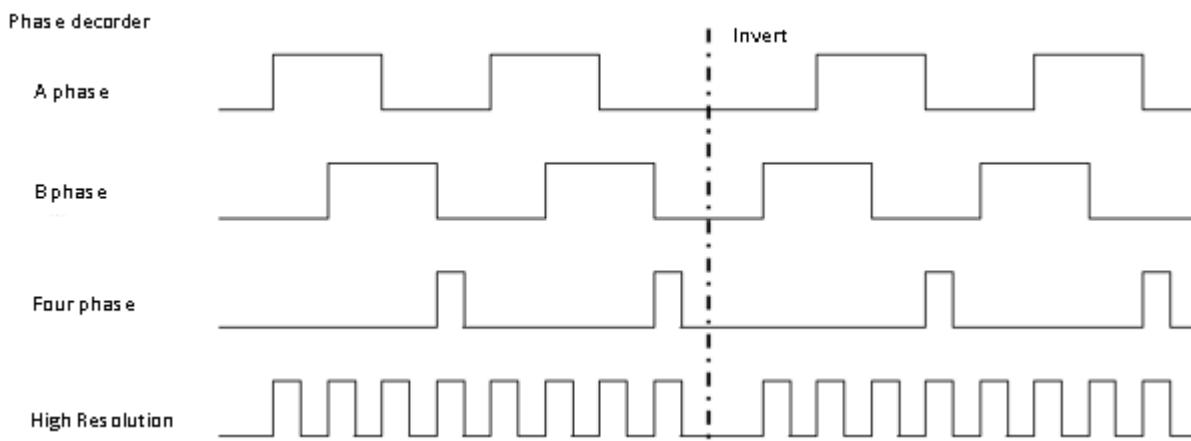 Phase decorder
Invert
A phase
B phase
Four phase
High Resolution